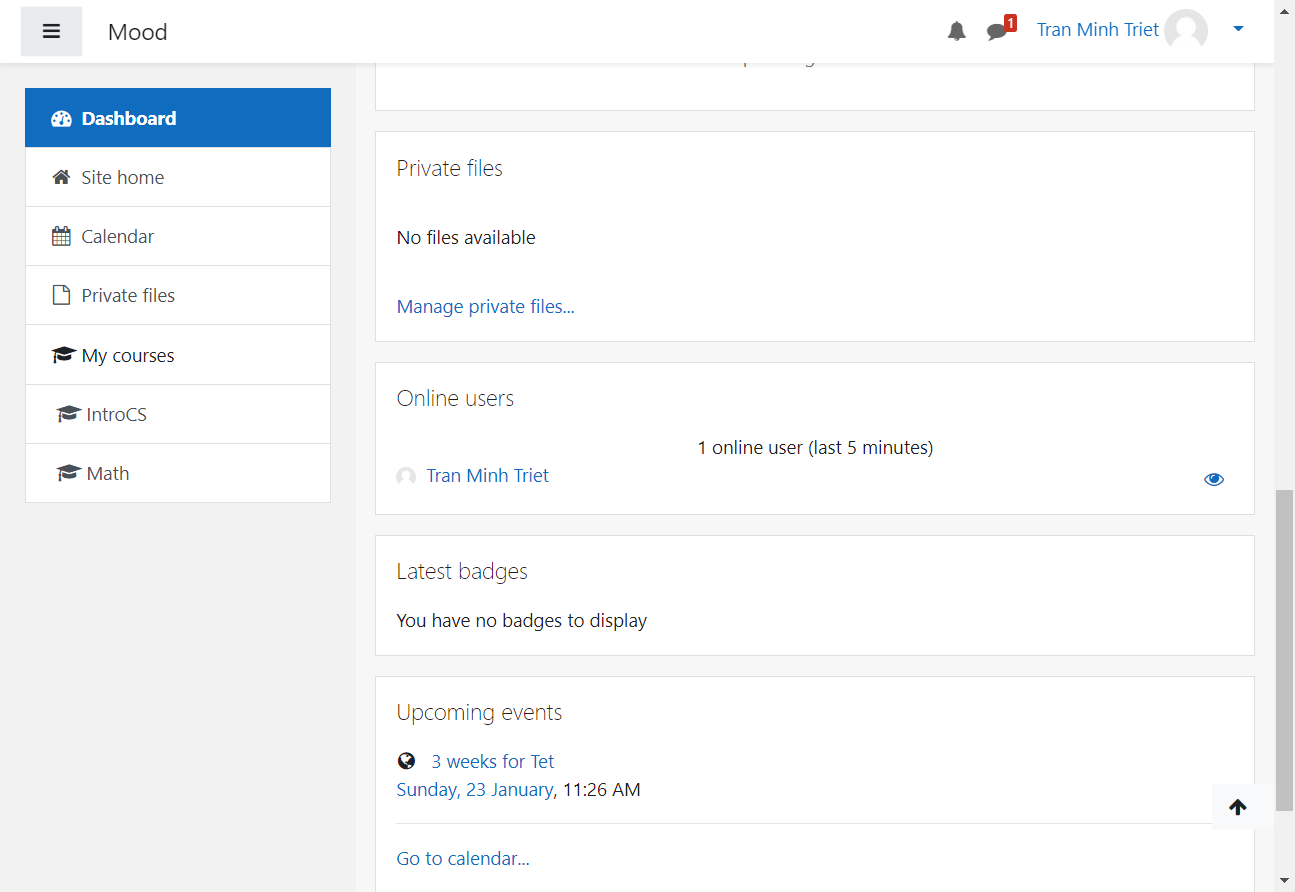 Mood
1
Tran Minh Triet
Dashboard
Site home
Calendar
Private files
My courses
IntroCS
Math
Private files
No files available
Manage private files...
Online users
1 online user (last 5 minutes)
Tran Minh Triet
Latest badges
You have no badges to display
Upcoming events
3 weeks for Tet
Sunday, 23 January, 11:26 AM
Go to calendar...